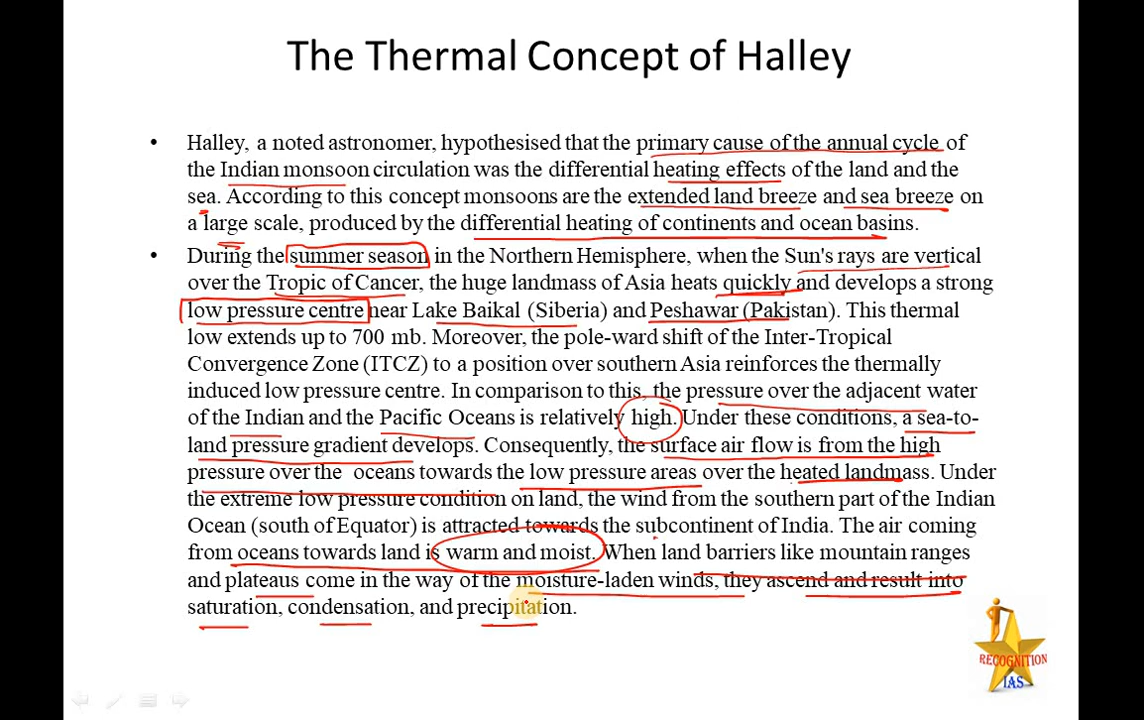 The Thermal Concept of Halley
• Halley, a noted astronomer, hypothesised that the primary cause of the annual cycle of
the Indian monsoon circulation was the differential heating effects of the land and the
sea. According to this concept monsoons are the extended land breeze and sea breeze on
a large scale, produced by the differential heating of continents and ocean basins.
• During the summer season in the Northern Hemisphere, when the Sun's rays are vertical
over the Tropic of Cancer, the huge landmass of Asia heats quickly and develops a strong
low pressure centre near Lake Baikal (Siberia) and Peshawar (Pakistan). This thermal
low extends up to 700 mb. Moreover, the pole-ward shift of the Inter-Tropical
Convergence Zone (ITCZ) to a position over southern Asia reinforces the thermally
induced low pressure centre. In comparison to this, the pressure over the adjacent water
of the Indian and the Pacific Oceans is relatively high. Under these conditions, a sea-to-
land pressure gradient develops. Consequently, the surface air flow is from the high
pressure over the oceans towards the low pressure areas over the heated landmass. Under
the extreme low pressure condition on land, the wind from the southern part of the Indian
Ocean (south of Equator) is attracted towards the subcontinent of India. The air coming
from oceans towards land is warm and moist. When land barriers like mountain ranges
and plateaus come in the way of the moisture-laden winds, they ascend and result into
saturation, condensation, and precipitation.
RECOGNITION
IAS